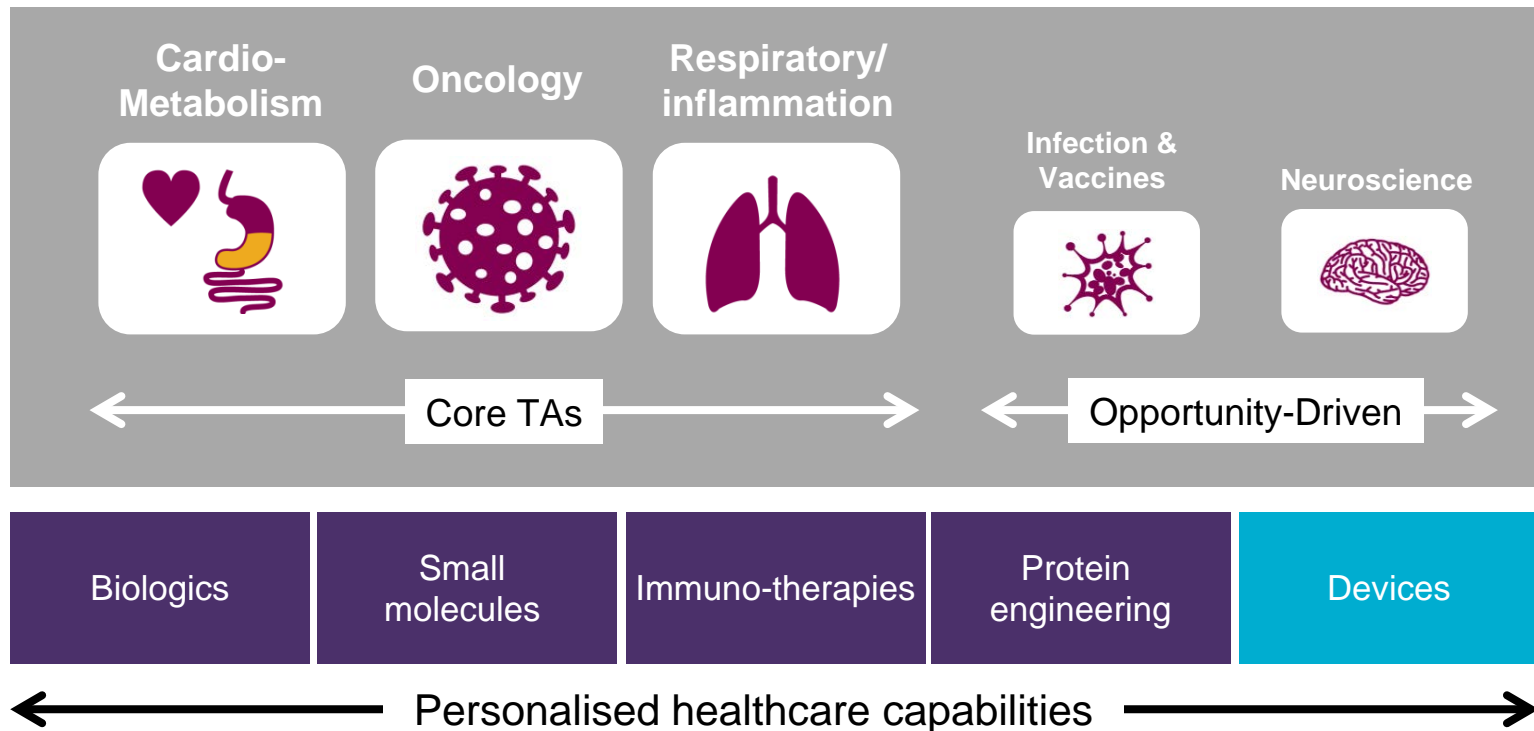 Cardio-
Metabolism
Oncology
Respiratory/
inflammation
Infection &
Vaccines
Neuroscience
Core TAs
Opportunity-Driven
Biologics
Small
molecules
Immuno-therapies
Protein
engineering
Devices
Personalised healthcare capabilities